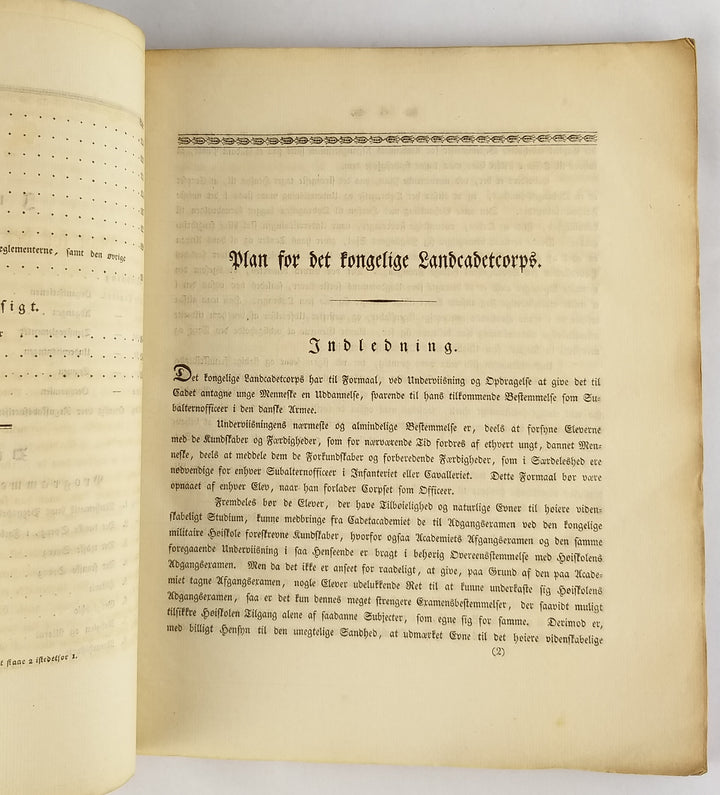 eglementerne, samt den øvrige
sigt.
t staae 2 istedetfor 1.
Plan for det kongelige Landcadetcorps.
Indledning.
Det kongelige Landcadetcorps har til Formaal, ved Underviisning og Opdragelse at give det til
Cadet antagne unge Menneske en Uddannelse, svarende til hans tilkommende Bestemmelse som Su-
balternofficer i den danske Armee.
Underviisningens nærmeste og almindelige Bestemmelse er, deels at forsyne Eleverne
med de Kundskaber og Færdigheder, som for nærværende Tid fordres af ethvert ungt, dannet Men-
neske, deels at meddele dem de Forkundskaber og forberedende Færdigheder, som i Særdeleshed ere
nødvendige for enhver Subalternofficer i Infanteriet eller Cavalleriet. Dette Formaal bør være
opnaaet af enhver Elev, naar han forlader Corpset som Officer.
Fremdeles bør de Elever, der have Tilbøielighed og naturlige Evner til høiere viden-
skabeligt Studium, kunne medbringe fra Cadetacademiet de til Adgangsexamen ved den kongelige
militaire Høiskole foreskrevne Kundskaber, hvorfor ogsaa Academiets Afgangsexamen og den samme
foregaaende Underviisning i saa Henseende er bragt i behørig Overeensstemmelse med Høiskolens
Adgangsexamen. Men da det ikke er anseet for raadeligt, at give, paa Grund af den paa Acade-
miet tagne Afgangsexamen, nogle Elever udelukkende Ret til at kunne underkaste sig Høiskolens
Adgangsexamen, saa er det kun dennes meget strengere Examensbestemmelser, der saavidt muligt
tilsikkre Høiskolen Tilgang alene af saadanne Subjecter, som egne sig for samme. Derimod er,
med billigt Hensyn til den unegtelige Sandhed, at udmærket Evne til det høiere videnskabelige
(2)